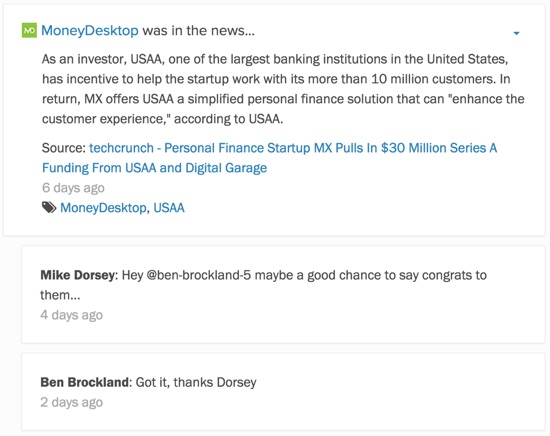 MD MoneyDesktop was in the news...
As an investor, USAA, one of the largest banking institutions in the United States,
has incentive to help the startup work with its more than 10 million customers. In
return, MX offers USAA a simplified personal finance solution that can "enhance the
customer experience," according to USAA.
Source: techcrunch - Personal Finance Startup MX Pulls In $30 Million Series A
Funding From USAA and Digital Garage
6 days ago
MoneyDesktop, USAA
Mike Dorsey: Hey @ben-brockland-5 maybe a good chance to say congrats to
them...
4 days ago
Ben Brockland: Got it, thanks Dorsey
2 days ago